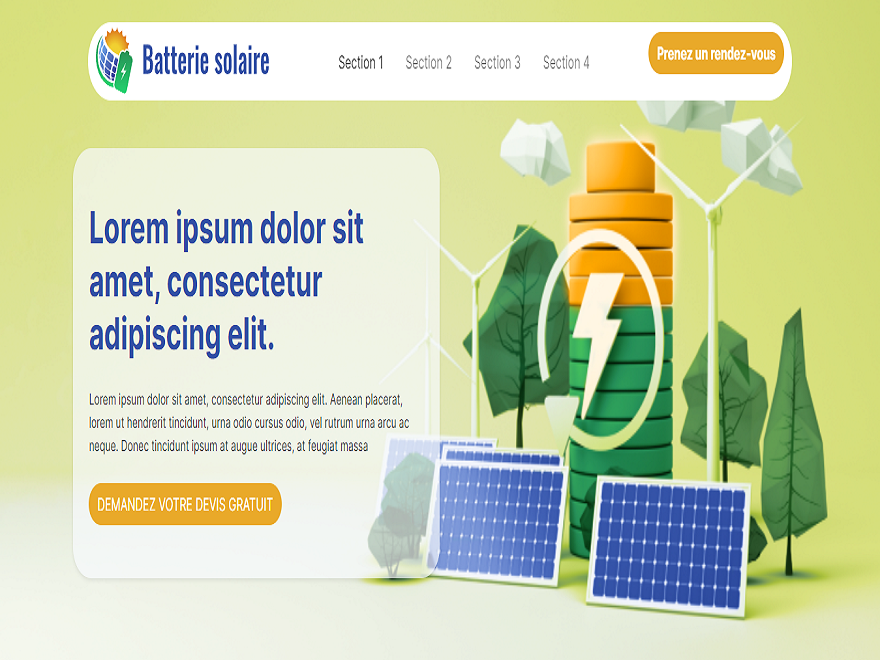 Batterie solaire
Section 1
Section 2
Section 3
Section 4
Prenez un rendez-vous
Lorem ipsum dolor sit
amet, consectetur
adipiscing elit.
Lorem ipsum dolor sit amet, consectetur adipiscing elit. Aenean placerat,
lorem ut hendrerit tincidunt, urna odio cursus odio, vel rutrum urna arcu ac
neque. Donec tincidunt ipsum at augue ultrices, at feugiat massa
DEMANDEZ VOTRE DEVIS GRATUIT